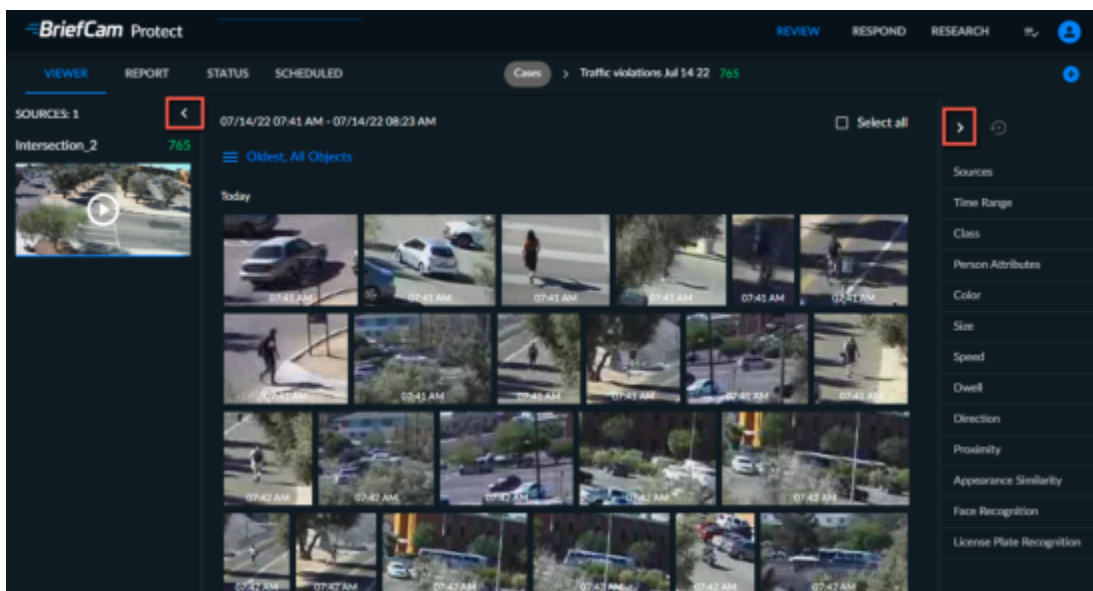 BriefCam Protect
REVIEW RESPOND RESEARCH
VIEWER REPORT STATUS SCHEDULED Cases > Traffic violations Jul 14 22 765
SOURCES: 1
07/14/22 07:41 AM - 07/14/22 08:23 AM
Select all
Intersection_2 765
Oldest, All Objects
Today
07:41 AM 07:41 AM 07:41 AM 07:41 AM 07:41 AM 07:41 AM
07:41 AM 07:41 AM 07:41 AM 07:41 AM 07:41 AM 07:41 AM
07:42 AM 07:42 AM 07:42 AM 07:42 AM 07:42 AM
07:42 AM 07:42 AM 07:42 AM 07:42 AM 07:42 AM 07:42 AM
Sources
Time Range
Class
Person Attributes
Color
Size
Speed
Dwell
Direction
Proximity
Appearance Similarity
Face Recognition
License Plate Recognition